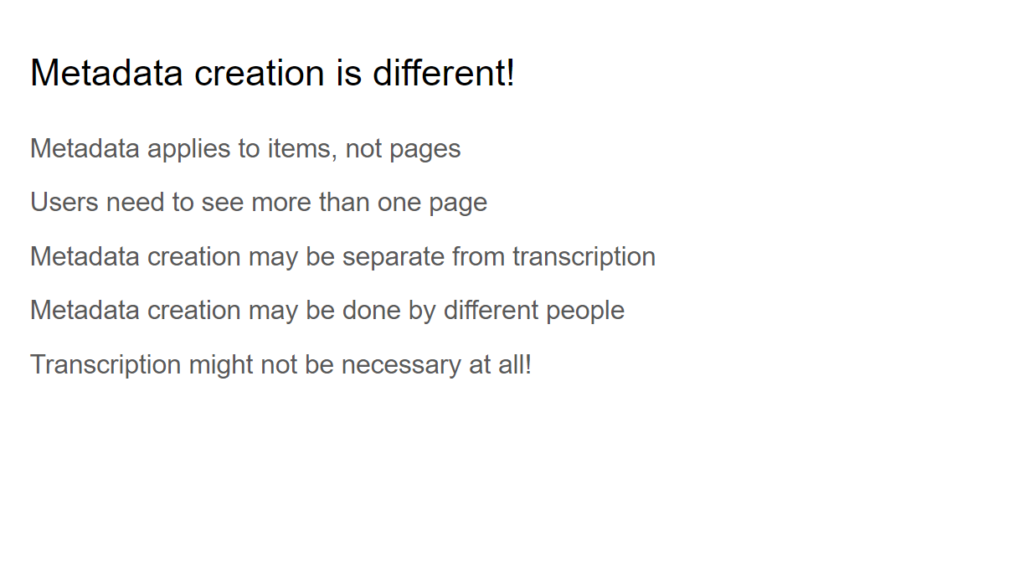 Metadata creation is different!
Metadata applies to items, not pages
Users need to see more than one page
Metadata creation may be separate from transcription
Metadata creation may be done by different people
Transcription might not be necessary at all!